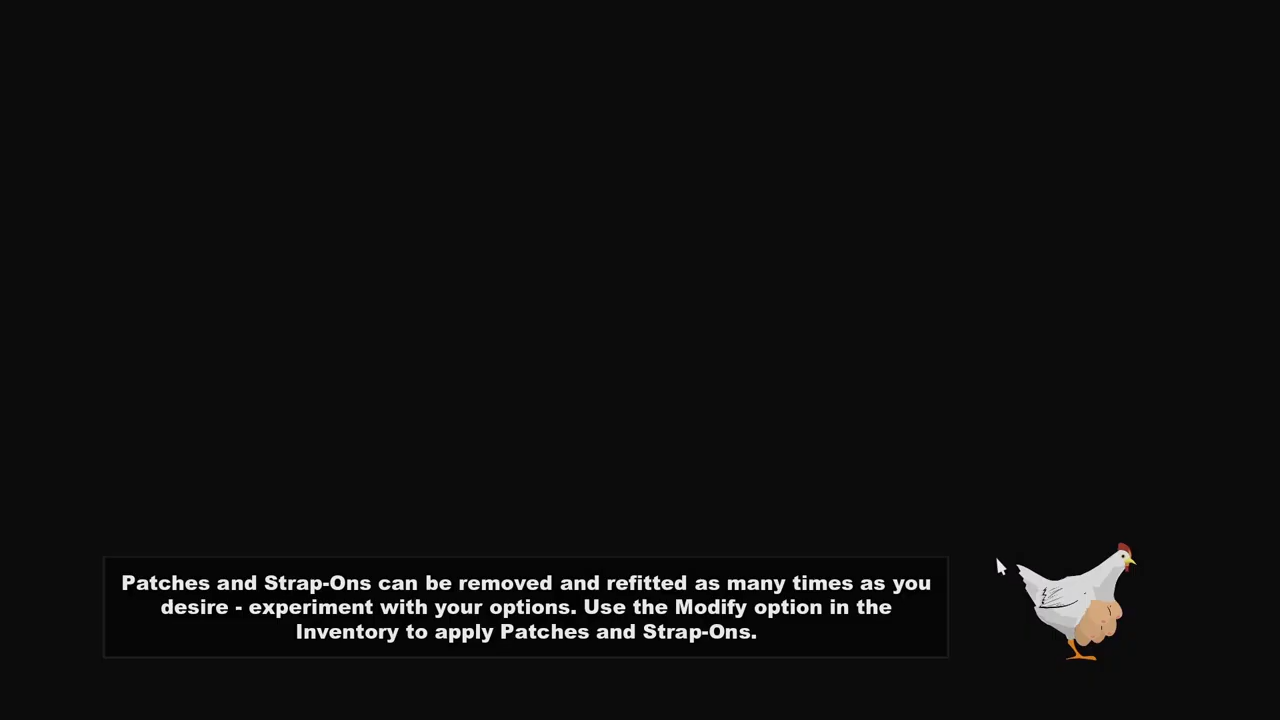 Patches and Strap-Ons can be removed and refitted as many times as you
desire - experiment with your options. Use the Modify option in the
Inventory to apply Patches and Strap-Ons.